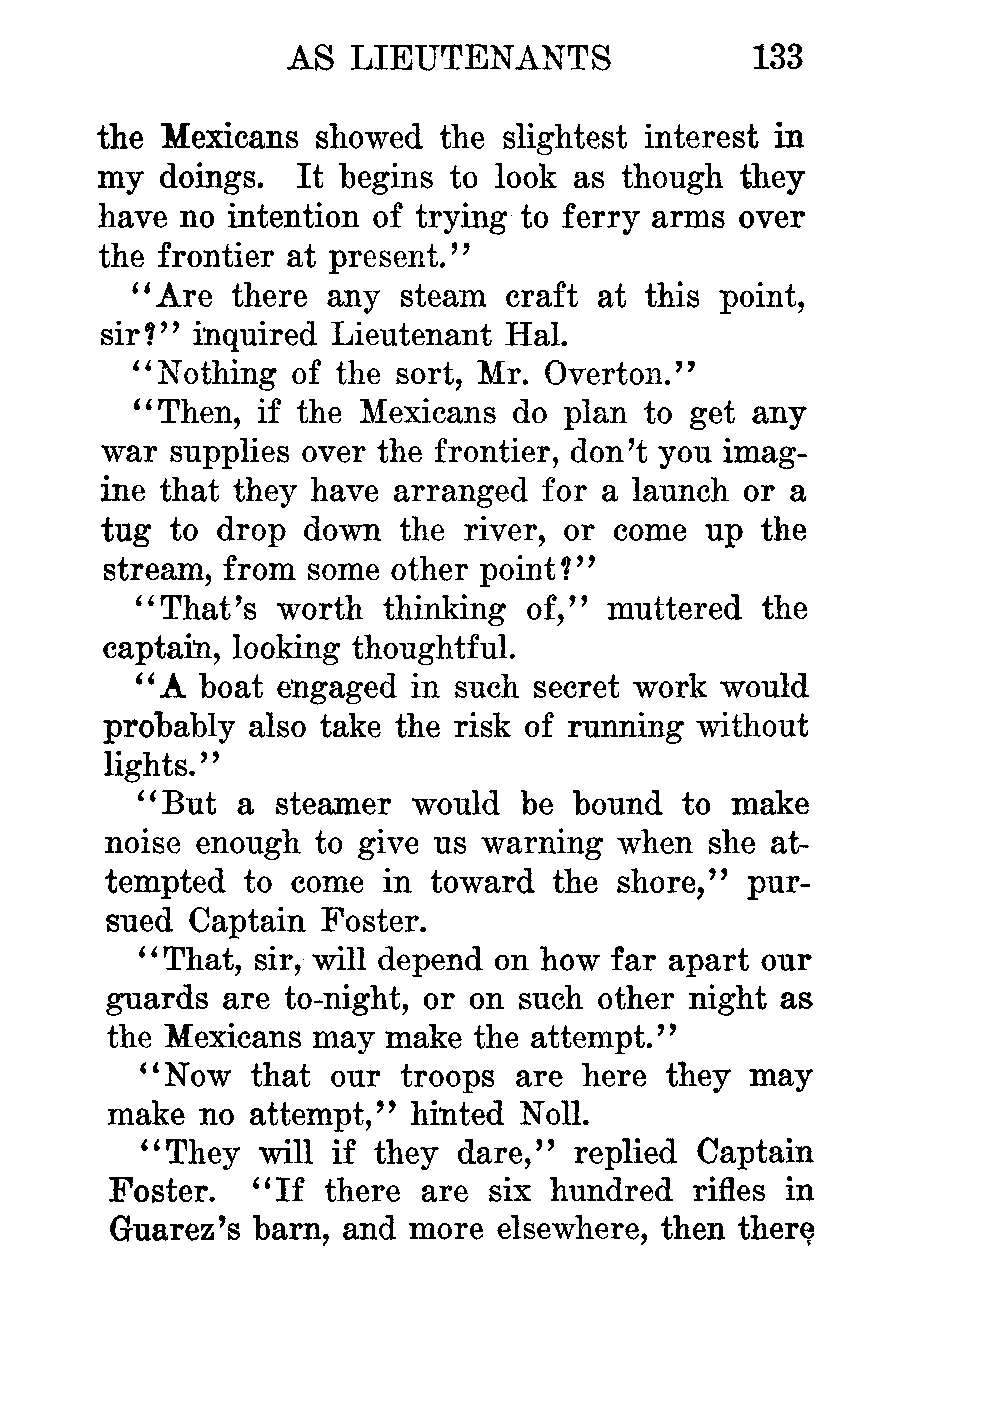 AS LIEUTENANTS 133
the Mexicans showed the slightest interest in
my doings. It begins to look as though they
have no intention of trying to ferry arms over
the frontier at present."
"Are there any steam craft at this point,
sir?" inquired Lieutenant Hal.
"Nothing of the sort, Mr. Overton."
"Then, if the Mexicans do plan to get any
war supplies over the frontier, don't you imag-
ine that they have arranged for a launch or a
tug to drop down the river, or come up the
stream, from some other point?"
"That's worth thinking of," muttered the
captain, looking thoughtful.
"A boat engaged in such secret work would
probably also take the risk of running without
lights."
"But a steamer would be bound to make
noise enough to give us warning when she at-
tempted to come in toward the shore," pur-
sued Captain Foster.
"That, sir, will depend on how far apart our
guards are to-night, or on such other night as
the Mexicans may make the attempt."
"Now that our troops are here they may
make no attempt," hinted Noll.
"They will if they dare," replied Captain
Foster. "If there are six hundred rifles in
Guarez's barn, and more elsewhere, then there